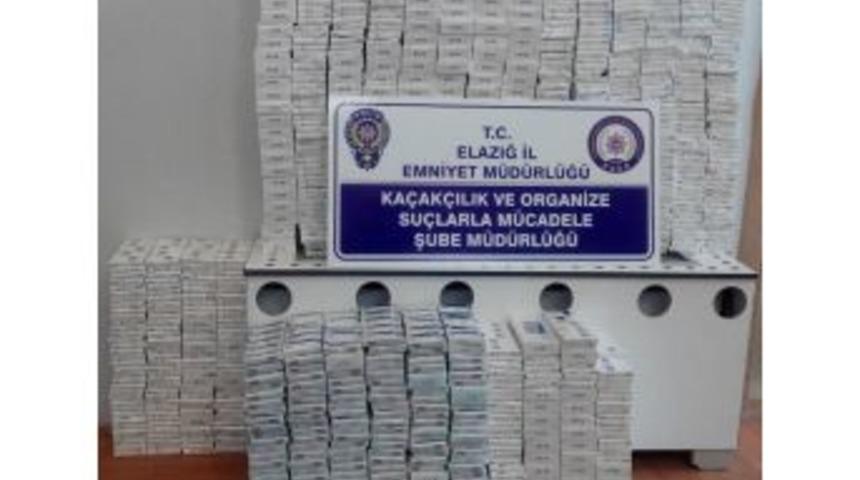 T.C.
ELAZIĞ İL
EMNİYET MÜDÜRLÜĞÜ
KAÇAKÇILIK VE ORGANİZE
SUÇLARLA MÜCADELE
ŞUBE MÜDÜRLÜĞÜ